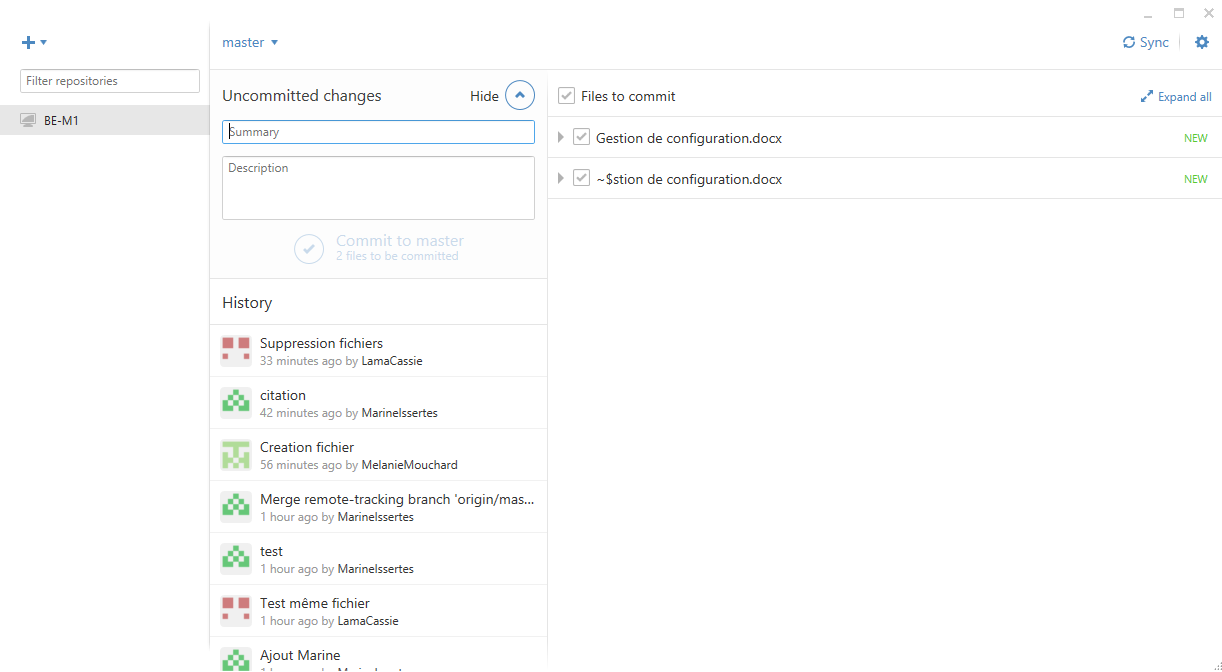 master
Sync
Filter repositories
BE-M1
Uncommitted changes
Hide
Summary
Description
Commit to master
2 files to be committed
History
Suppression fichiers
33 minutes ago by LamaCassie
citation
42 minutes ago by MarineIssertes
Creation fichier
56 minutes ago by MelanieMouchard
Merge remote-tracking branch 'origin/mas...
1 hour ago by MarineIssertes
test
1 hour ago by MarineIssertes
Test même fichier
1 hour ago by LamaCassie
Ajout Marine
Files to commit
Expand all
Gestion de configuration.docx
NEW
~$stion de configuration.docx
NEW